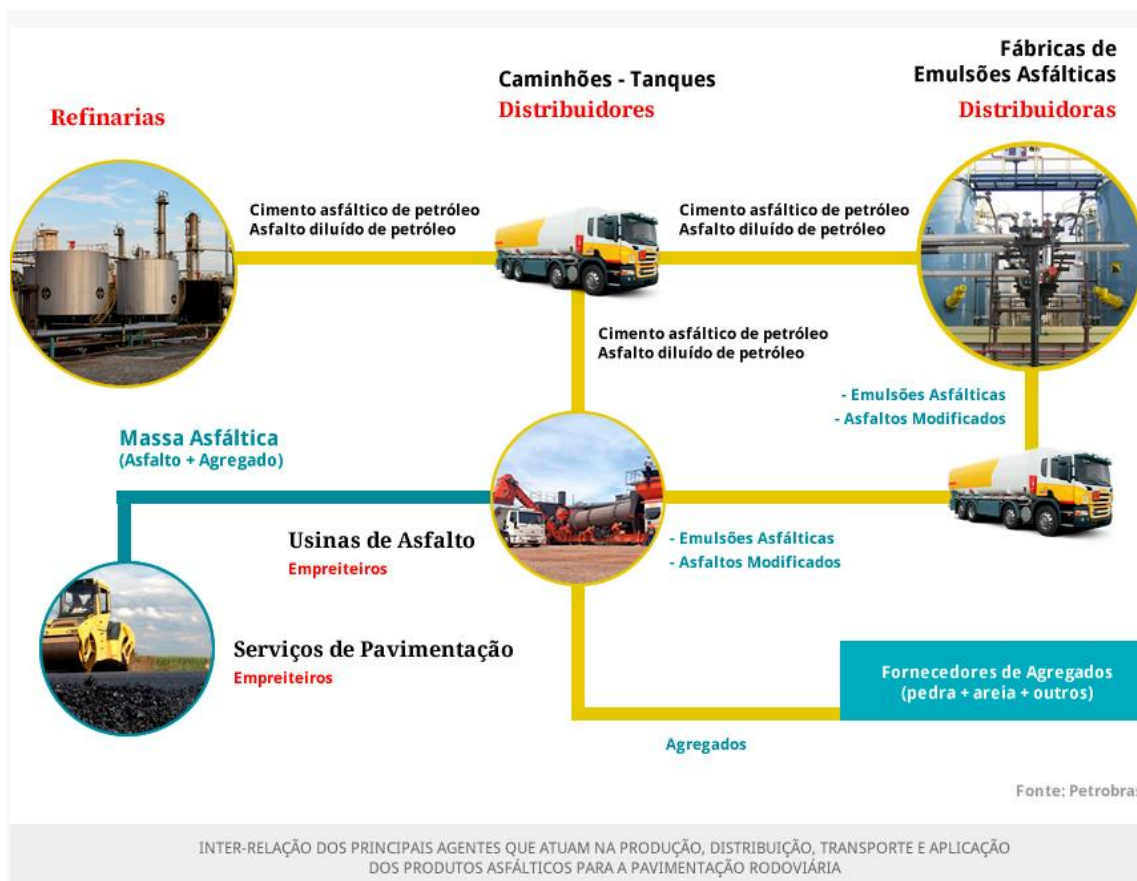 Refinarias
Caminhões - Tanques
Distribuidores
Fábricas de
Emulsões Asfálticas
Distribuidoras
Cimento asfáltico de petróleo
Asfalto diluído de petróleo
Cimento asfáltico de petróleo
Asfalto diluído de petróleo
Cimento asfáltico de petróleo
Asfalto diluído de petróleo
- Emulsões Asfálticas
- Asfaltos Modificados
Massa Asfáltica
(Asfalto + Agregado)
Usinas de Asfalto
Empreiteiros
- Emulsões Asfálticas
- Asfaltos Modificados
Serviços de Pavimentação
Empreiteiros
Fornecedores de Agregados
(pedra + areia + outros)
Agregados
Fonte: Petrobras
INTER-RELAÇÃO DOS PRINCIPAIS AGENTES QUE ATUAM NA PRODUÇÃO, DISTRIBUIÇÃO, TRANSPORTE E APLICAÇÃO
DOS PRODUTOS ASFÁLTICOS PARA A PAVIMENTAÇÃO RODOVIÁRIA